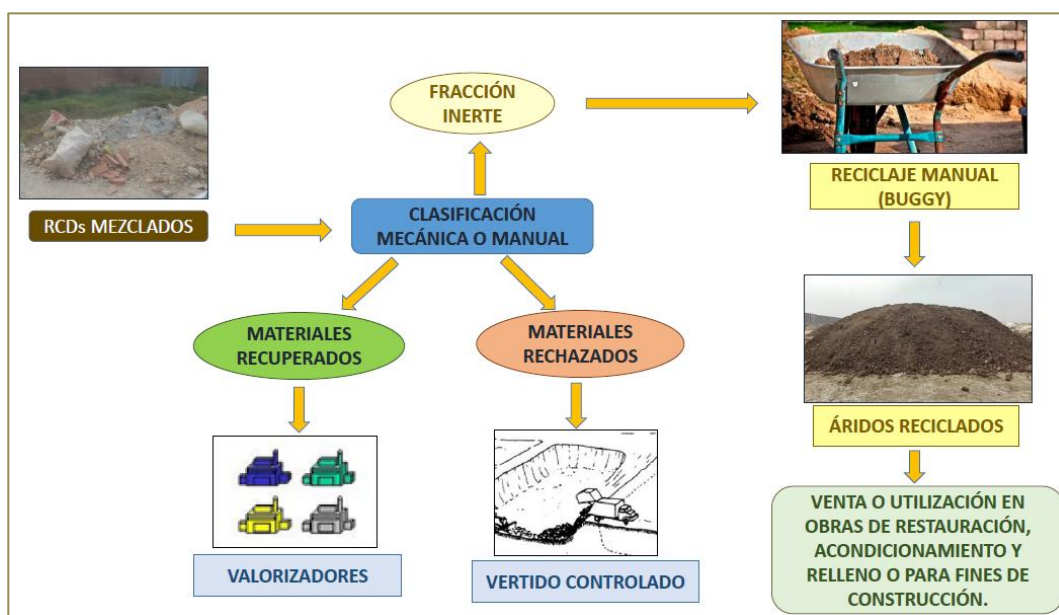 RCDs MEZCLADOS
FRACCIÓN
INERTE
CLASIFICACIÓN
MECÁNICA O MANUAL
MATERIALES
RECUPERADOS
MATERIALES
RECHAZADOS
VALORIZADORES
VERTIDO CONTROLADO
RECICLAJE MANUAL
(BUGGY)
ÁRIDOS RECICLADOS
VENTA O UTILIZACIÓN EN
OBRAS DE RESTAURACIÓN,
ACONDICIONAMIENTO Y
RELLENO O PARA FINES DE
CONSTRUCCIÓN.